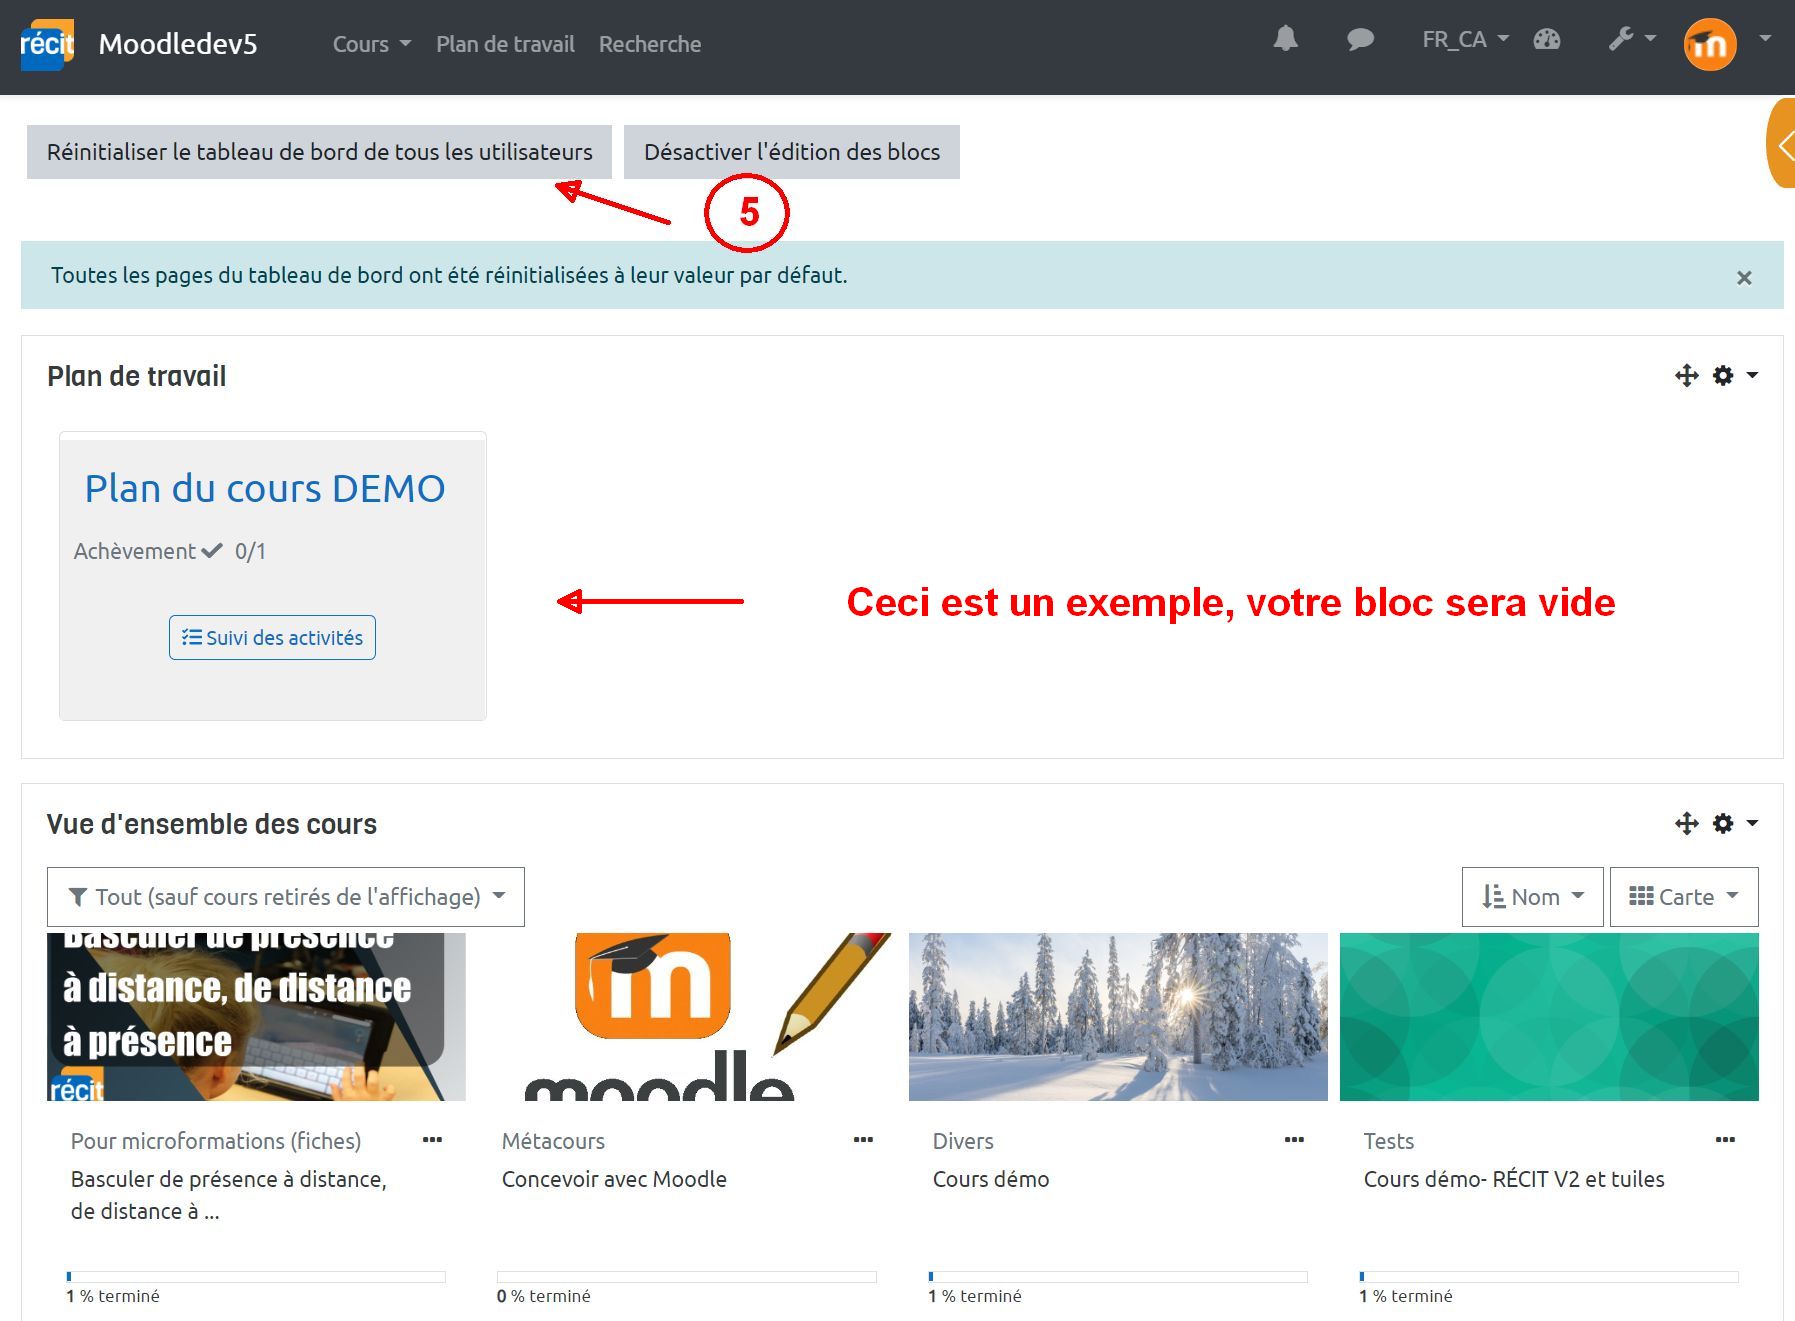 récit
Moodledev5
Cours
Plan de travail
Recherche
FR_CA
m
Réinitialiser le tableau de bord de tous les utilisateurs
Désactiver l'édition des blocs
5
Toutes les pages du tableau de bord ont été réinitialisées à leur valeur par défaut.
×
Plan de travail
Plan du cours DEMO
Achèvement ✔ 0/1
Ceci est un exemple, votre bloc sera vide
Suivi des activités
Vue d'ensemble des cours
Tout (sauf cours retirés de l'affichage)
Nom
Carte
Basculer de présence
à distance, de distance
à présence
récit
m
moodle
Pour microformations (fiches)
Basculer de présence à distance,
de distance à ...
1 % terminé
Métacours
Concevoir avec Moodle
0 % terminé
Divers
Cours démo
1 % terminé
Tests
Cours démo- RÉCIT V2 et tuiles
1 % terminé